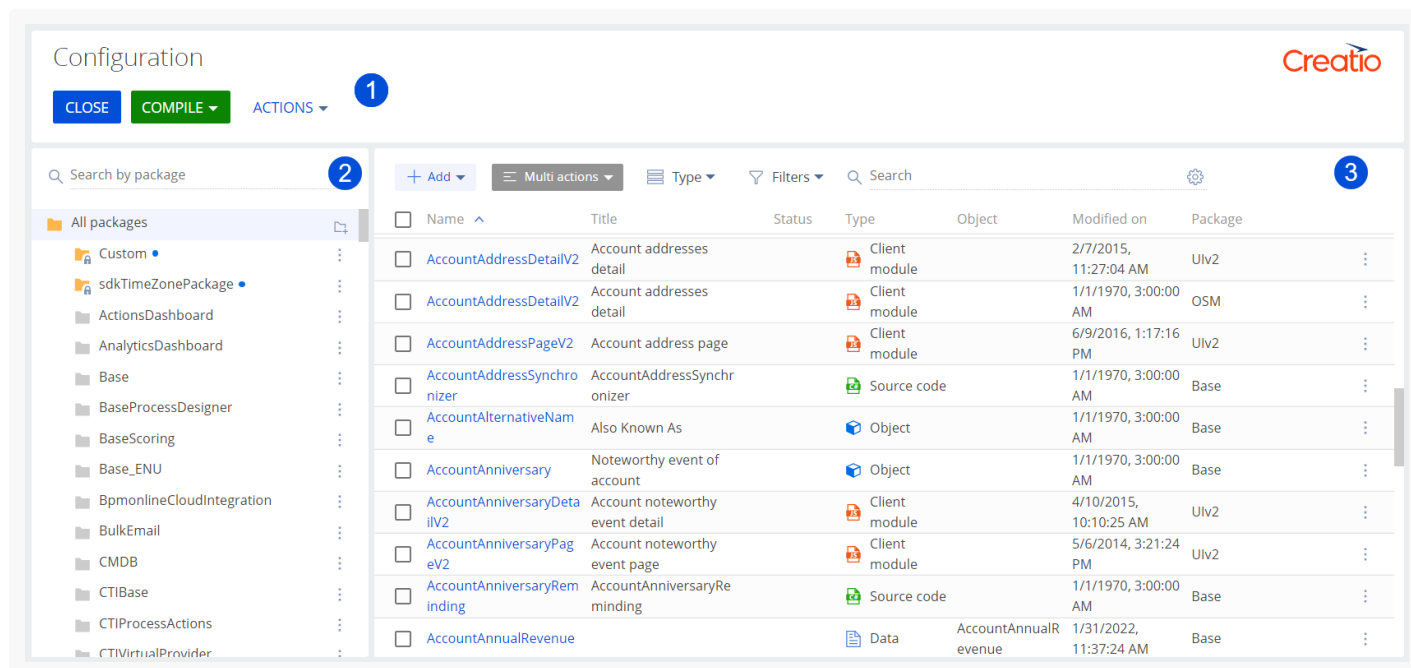 Configuration
Creatio
CLOSE
COMPILE
ACTIONS
1
Search by package
2
All packages
Custom
sdkTimeZonePackage
ActionsDashboard
AnalyticsDashboard
Base
BaseProcessDesigner
BaseScoring
Base_ENU
BpmonlineCloudIntegration
BulkEmail
CMDB
CTIBase
CTIProcessActions
CTIVirtualProvider
+ Add
Multi actions
Type
Filters
Search
3
Name Title Status Type Object Modified on Package
AccountAddressDetailV2 Account addresses Client 2/7/2015, UIv2
detail module 11:27:04 AM
AccountAddressDetailV2 Account addresses Client 1/1/1970, 3:00:00 OSM
detail module AM
AccountAddressPageV2 Account address page Client 6/9/2016, 1:17:16 UIv2
module PM
AccountAddressSynchro AccountAddressSynchr Source code 1/1/1970, 3:00:00 Base
nizer onizer AM
AccountAlternativeNam Also Known As Object 1/1/1970, 3:00:00 Base
e AM
AccountAnniversary Noteworthy event of Object 1/1/1970, 3:00:00 Base
account AM
AccountAnniversaryDeta Account noteworthy Client 4/10/2015, UIv2
ilV2 event detail module 10:10:25 AM
AccountAnniversaryPag Account noteworthy Client 5/6/2014, 3:21:24 UIv2
eV2 event page module PM
AccountAnniversaryRem AccountAnniversaryRe Source code 1/1/1970, 3:00:00 Base
inding minding AM
AccountAnnualRevenue Data AccountAnnualR 1/31/2022, Base
evenue 11:37:24 AM